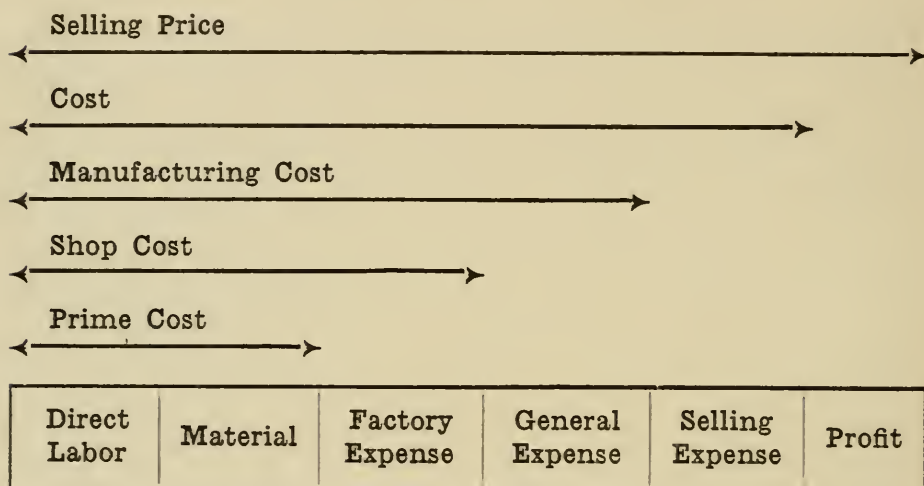 Selling Price
Cost
Manufacturing Cost
Shop Cost
Prime Cost
Direct Labor
Material
Factory Expense
General Expense
Selling Expense
Profit